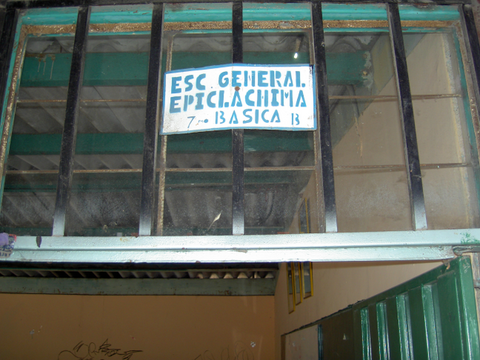 ESC. GENERAL
EPICLACHIMA
7mo BASICA B